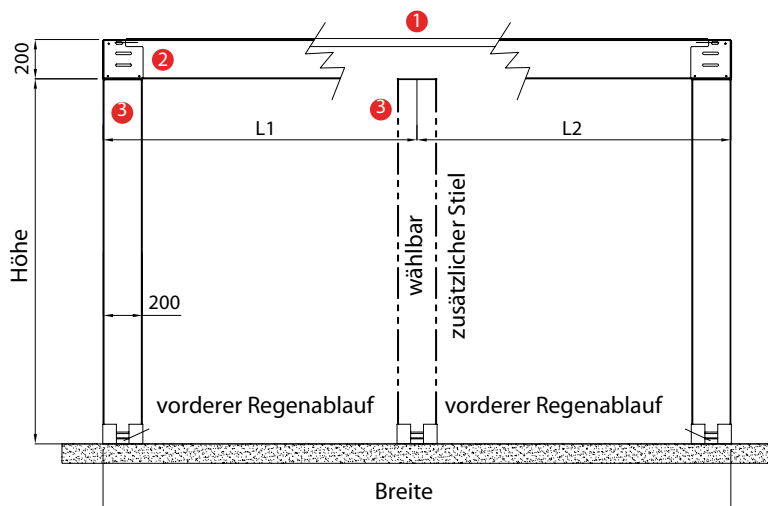 1
200
2
3
3
L1
L2
Höhe
wählbar
zusätzlicher Stiel
200
vorderer Regenablauf
vorderer Regenablauf
Breite